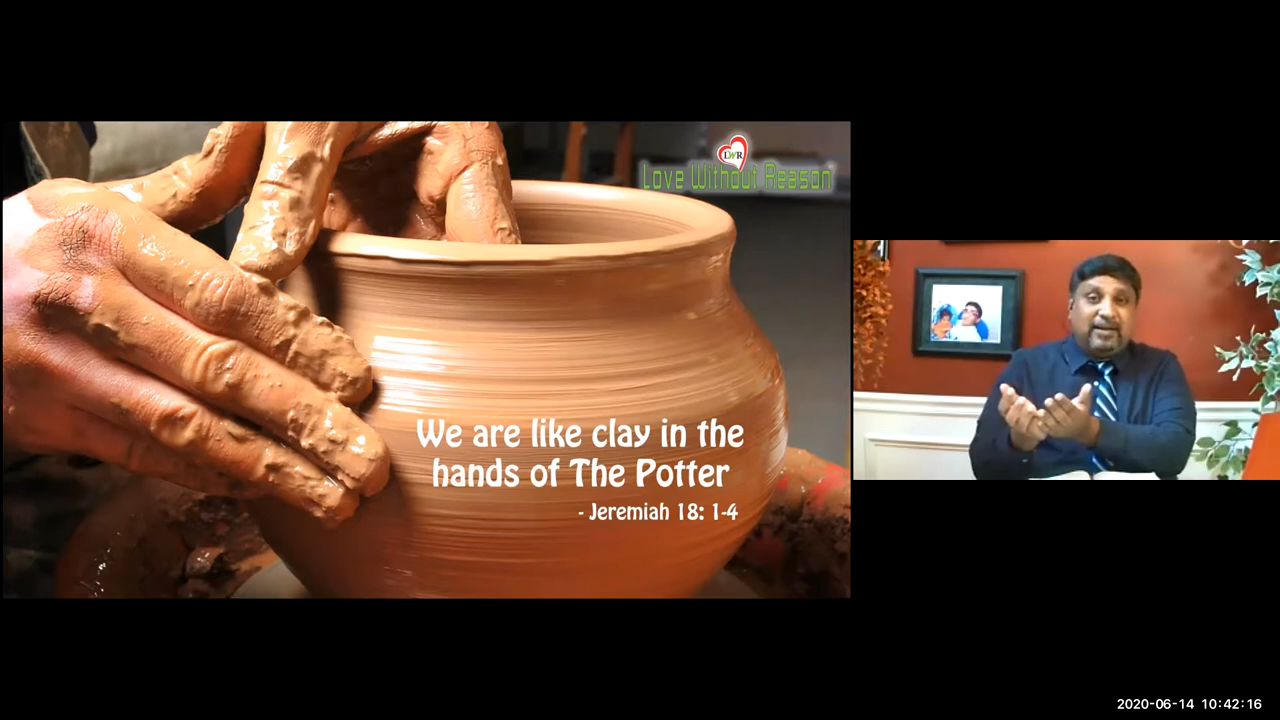 LWR
Love Without Reason
We are like clay in the
hands of The Potter
- Jeremiah 18: 1-4
2020-06-14 10:42:16